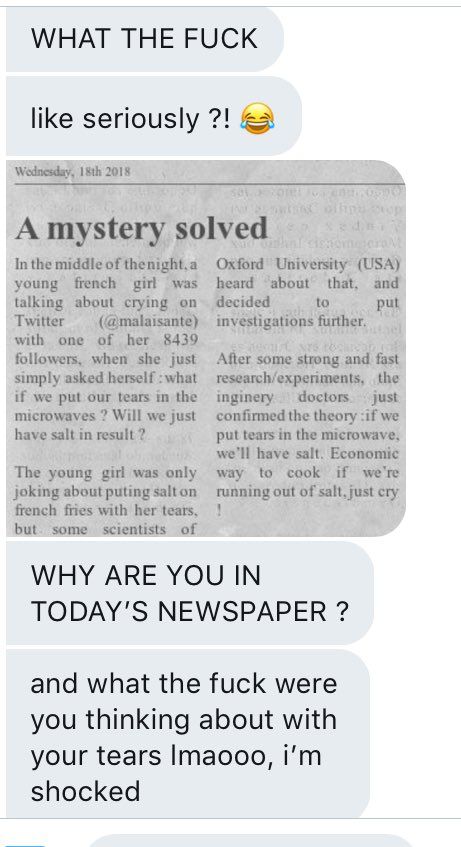 WHAT THE FUCK
like seriously ?! 😂
Wednesday, 18th 2018
A mystery solved
In the middle of thenight, a
young french girl was
talking about crying on
Twitter (@malaisante)
with one of her 8439
followers, when she just
simply asked herself :what
if we put our tears in the
microwaves ? Will we just
have salt in result ?
The young girl was only
joking about puting salt on
french fries with her tears,
but some scientists of
Oxford University (USA)
heard about that, and
decided to put
investigations further.
After some strong and fast
research/experiments, the
inginery doctors just
confirmed the theory :if we
put tears in the microwave,
we'll have salt. Economic
way to cook if we're
running out of salt, just cry
!
WHY ARE YOU IN
TODAY'S NEWSPAPER ?
and what the fuck were
you thinking about with
your tears lmaooo, i'm
shocked